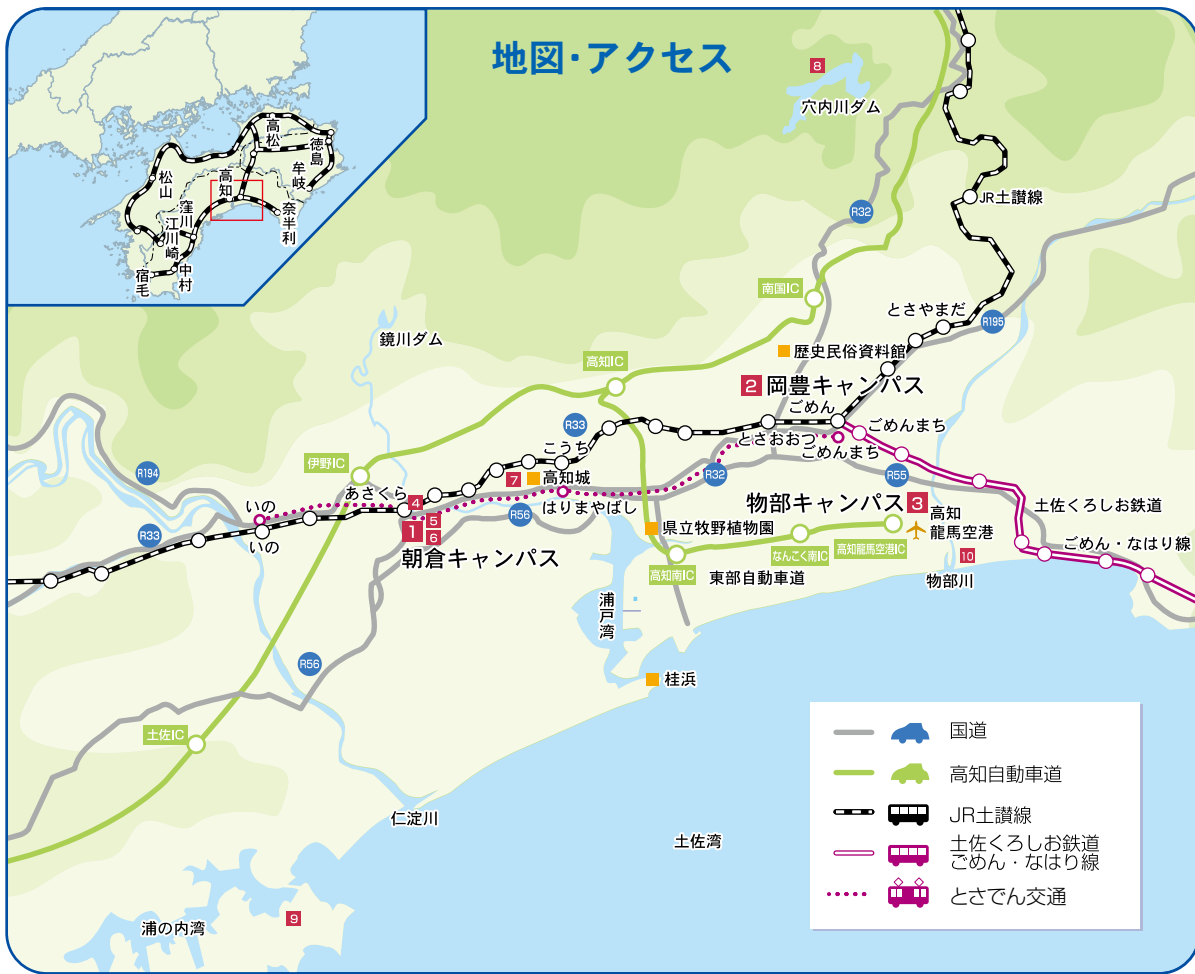 地図・アクセス
高松
徳島
牟岐
高知
松山
窪川
江川崎
奈半利
中村
宿毛
8
穴内川ダム
JR土讃線
R32
南国IC
とさやまだ
R195
鏡川ダム
歴史民俗資料館
高知IC
2 岡豊キャンパス
ごめん
ごめんまち
R33
こうち
とさおおつ
ごめんまち
伊野IC
R194
7
高知城
R32
R55
あさくら
4
いの
はりまやばし
物部キャンパス 3
土佐くろしお鉄道
高知
龍馬空港
R33
いの
1
5
6
R56
県立牧野植物園
朝倉キャンパス
なんこく南IC
高知龍馬空港IC
ごめん・なはり線
10
高知南IC
東部自動車道
物部川
浦戸湾
R56
桂浜
土佐IC
仁淀川
土佐湾
9
浦の内湾
国道
高知自動車道
JR土讃線
土佐くろしお鉄道
ごめん・なはり線
とさでん交通